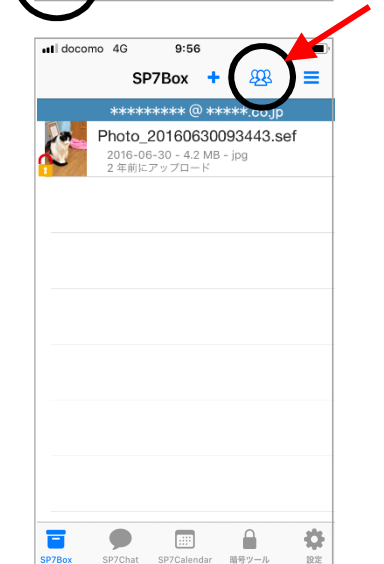 docomo 4G 9:56
SP7Box +
********* @ *****.co.jp
Photo_20160630093443.sef
2016-06-30 - 4.2 MB - jpg
2 年前にアップロード
SP7Box SP7Chat SP7Calendar 暗号ツール 設定